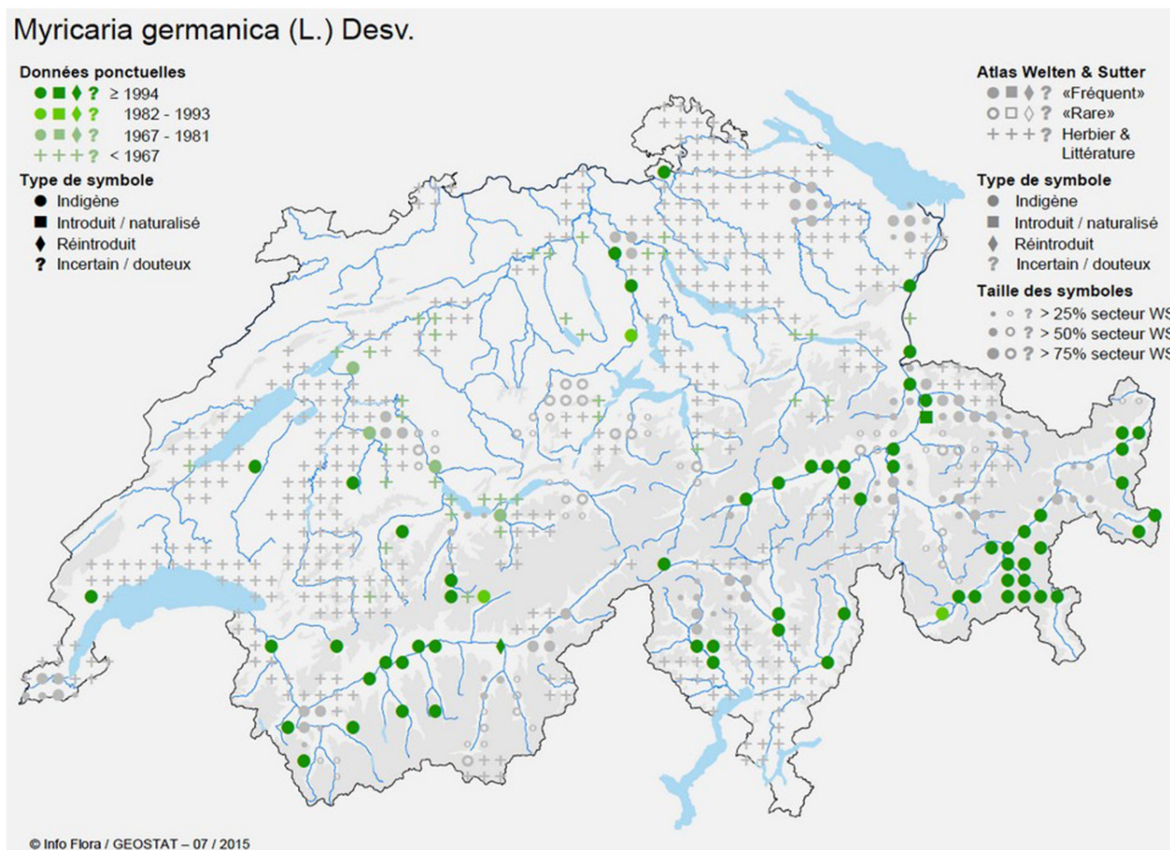 Myricaria germanica (L.) Desv.
Données ponctuelles
? ≥ 1994
? 1982 - 1993
? 1967 - 1981
+++? < 1967
Type de symbole
Indigène
Introduit / naturalisé
Réintroduit
? Incertain / douteux
Atlas Welten & Sutter
? «Fréquent»
? «Rare»
+++? Herbier &
Littérature
Type de symbole
Indigène
Introduit / naturalisé
Réintroduit
? Incertain / douteux
Taille des symboles
? > 25% secteur WS
? > 50% secteur WS
? > 75% secteur WS
© Info Flora / GEOSTAT – 07 / 2015